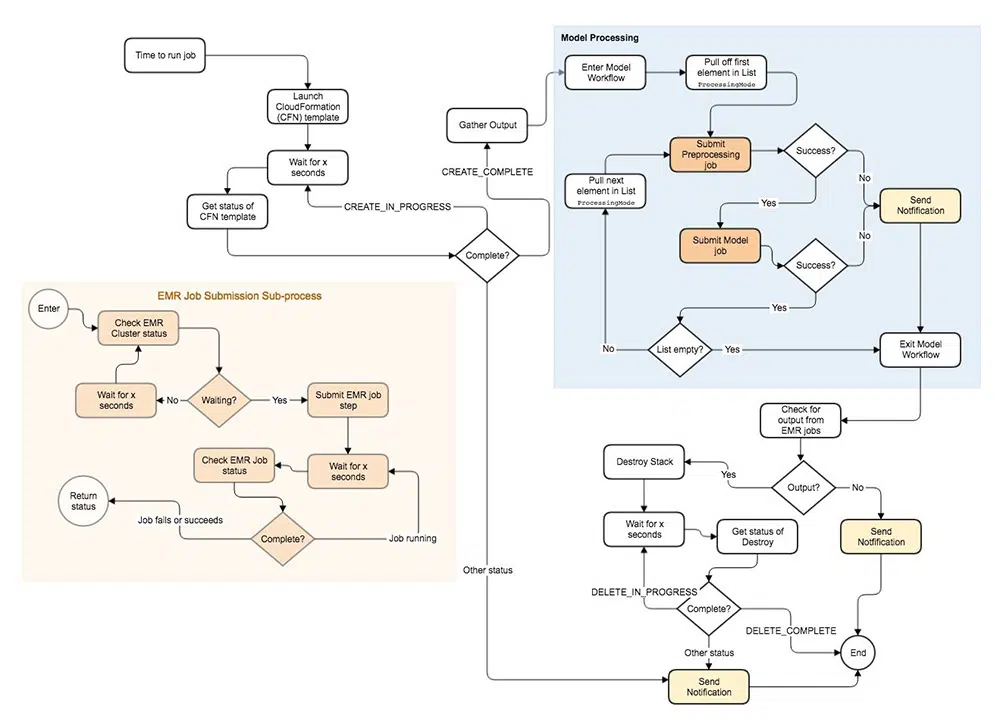 Time to run job
Launch
CloudFormation
(CFN) template
Wait for x
seconds
Get status of
CFN template
CREATE_IN_PROGRESS
Complete?
CREATE_COMPLETE
Gather Output
Other status
Model Processing
Enter Model
Workflow
Pull off first
element in List
ProcessingMode
Submit
Preprocessing
job
Success?
No
Yes
Pull next
element in List
ProcessingMode
Send
Notfification
Submit Model
job
Success?
No
Yes
List empty?
No
Yes
Exit Model
Workflow
EMR Job Submission Sub-process
Enter
Check EMR
Cluster status
Wait for x
seconds
No
Waiting?
Yes
Submit EMR job
step
Wait for x
seconds
Check EMR Job
status
Complete?
Job running
Job fails or succeeds
Return
status
Check for
output from
EMR jobs
Output?
Yes
No
Destroy Stack
Wait for x
seconds
Get status of
Destroy
Send
Notfification
DELETE_IN_PROGRESS
Complete?
DELETE_COMPLETE
Other status
End
Send
Notification